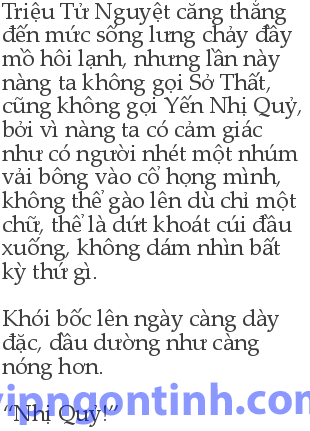 Triệu Tử Nguyệt căng thẳng
đến mức sống lưng chảy đầy
mồ hôi lạnh, nhưng lần này
nàng ta không gọi Sở Thất,
cũng không gọi Yến Nhị Quỷ,
bởi vì nàng ta có cảm giác
như có người nhét một nhúm
vải bông vào cổ họng mình,
không thể gào lên dù chỉ một
chữ, thể là dứt khoát cúi đầu
xuống, không dám nhìn bất
kỳ thứ gì.
Khói bốc lên ngày càng dày
đặc, đầu dường như càng
nóng hơn.
vipngontinh.com
“Nhị Quỷ!”